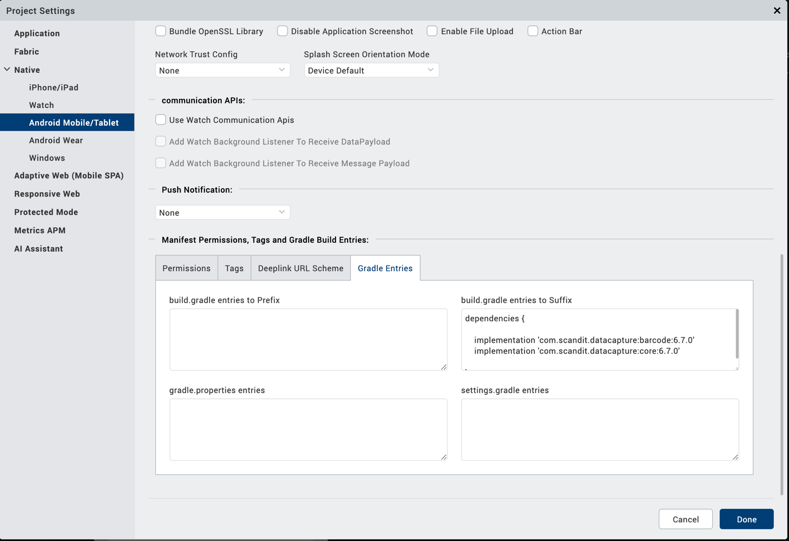 Project Settings
Application
Fabric
Native
iPhone/iPad
Watch
Android Mobile/Tablet
Android Wear
Windows
Adaptive Web (Mobile SPA)
Responsive Web
Protected Mode
Metrics APM
AI Assistant
Bundle OpenSSL Library Disable Application Screenshot Enable File Upload Action Bar
Network Trust Config Splash Screen Orientation Mode
None Device Default
communication APIs:
Use Watch Communication Apis
Add Watch Background Listener To Receive DataPayload
Add Watch Background Listener To Receive Message Payload
Push Notification:
None
Manifest Permissions, Tags and Gradle Build Entries:
Permissions Tags Deeplink URL Scheme Gradle Entries
build.gradle entries to Prefix build.gradle entries to Suffix
dependencies {
implementation 'com.scandit.datacapture:barcode:6.7.0'
implementation 'com.scandit.datacapture:core:6.7.0'
gradle.properties entries settings.gradle entries
Cancel Done